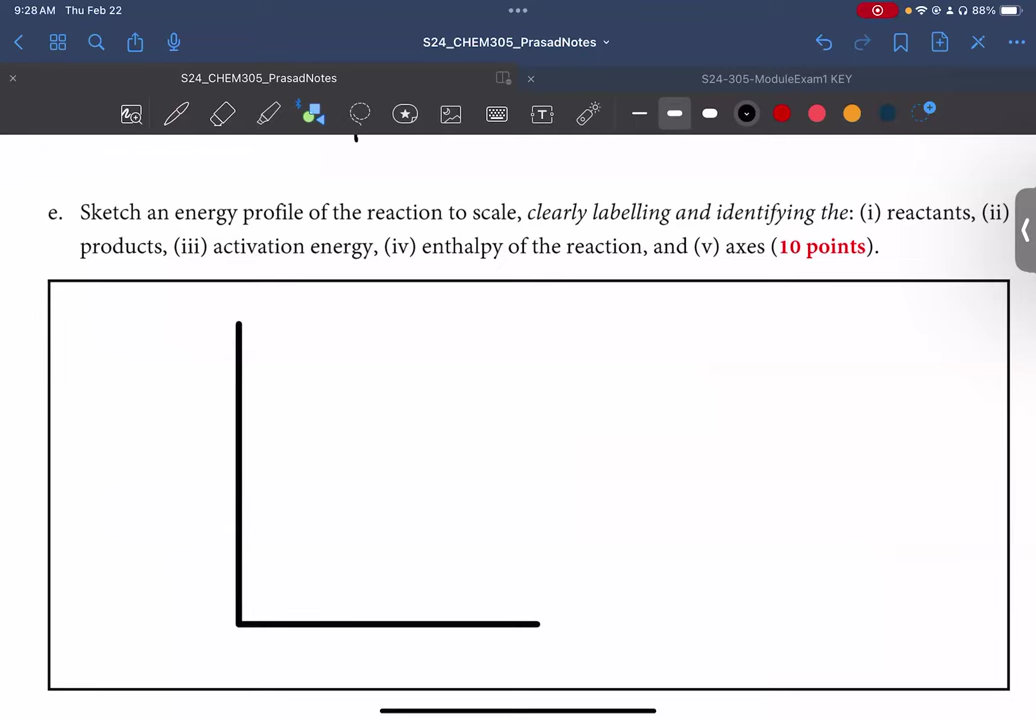 9:28 AM Thu Feb 22
88%
S24_CHEM305_PrasadNotes
S24_CHEM305_PrasadNotes
S24-305-ModuleExam1 KEY
e. Sketch an energy profile of the reaction to scale, clearly labelling and identifying the: (i) reactants, (ii)
products, (iii) activation energy, (iv) enthalpy of the reaction, and (v) axes (10 points).